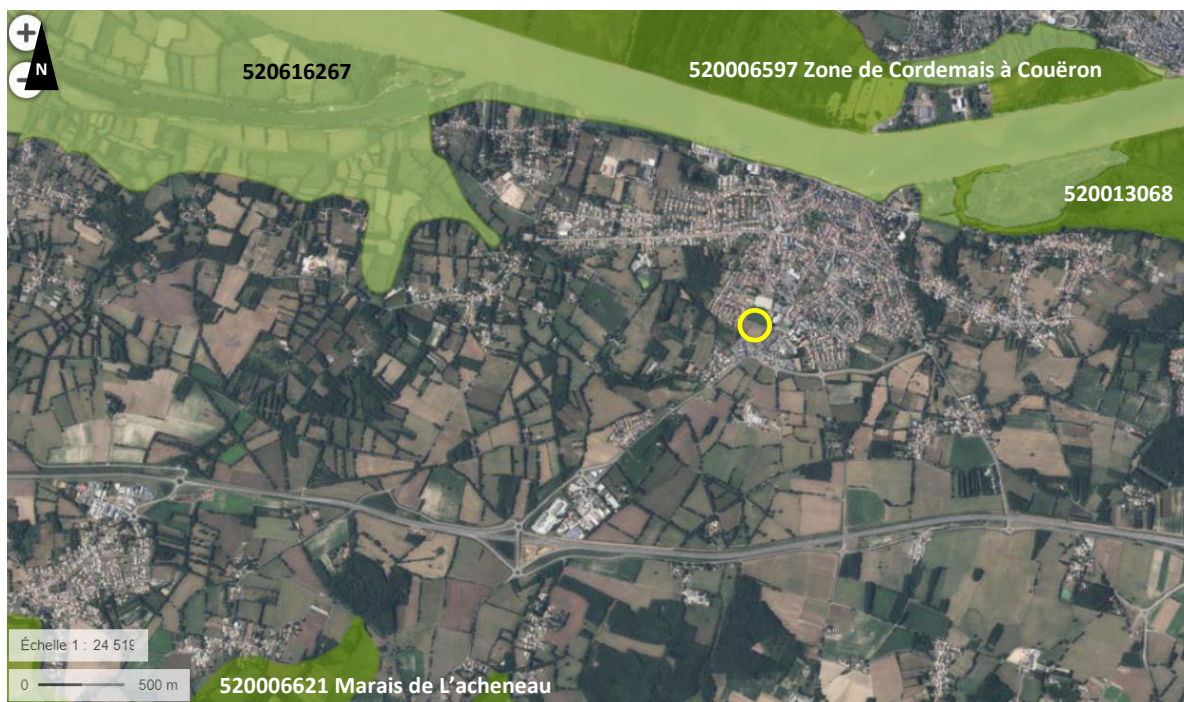 +
N
520616267
520006597 Zone de Cordemais à Couëron
520013068
Échelle 1 : 24 519
0 500 m
520006621 Marais de L'acheneau